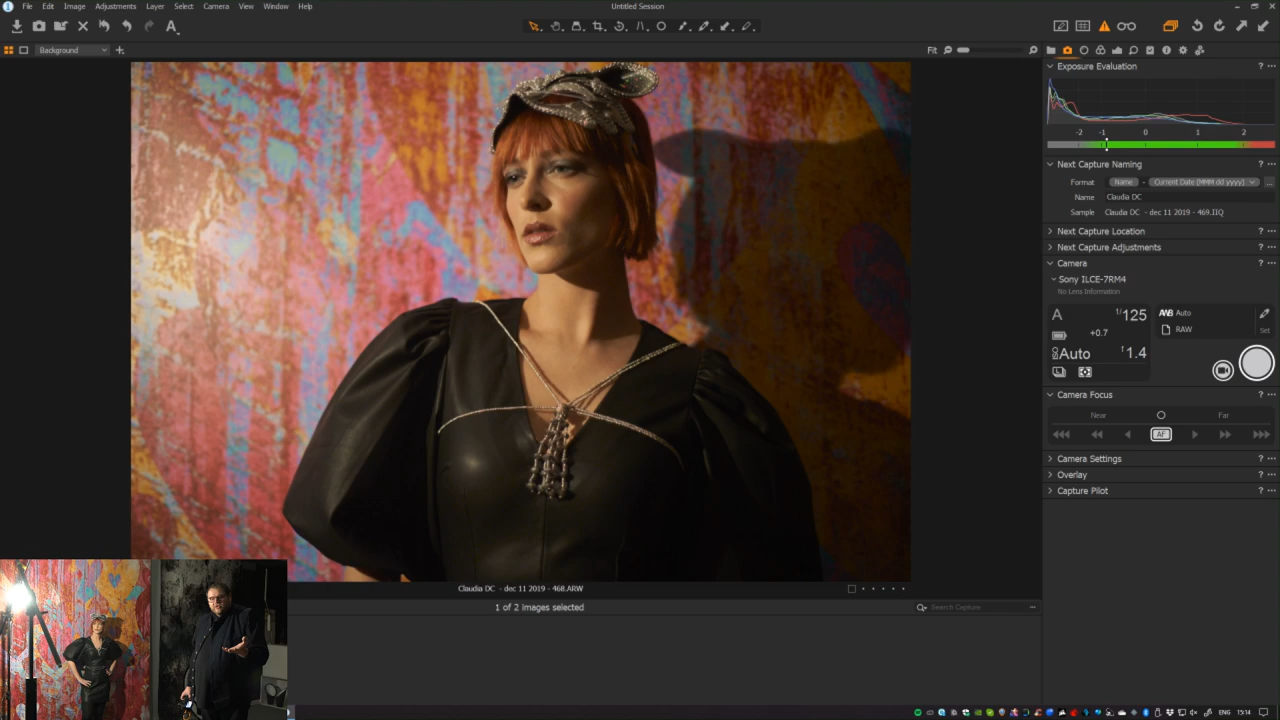 File Edit Image Adjustments Layer Select Camera View Window Help
Untitled Session
Background
Fit
Exposure Evaluation
-2 -1 0 1 2
Next Capture Naming
Format Name - Current Date (MMM dd yyyy) ...
Name Claudia DC
Sample Claudia DC - dec 11 2019 - 469.IIQ
Next Capture Location
Next Capture Adjustments
Camera
Sony ILCE-7RM4
No Lens Information
A 1/125
+0.7
Auto f 1.4
AWB Auto
RAW
Set
Camera Focus
Near Far
AF
Camera Settings
Overlay
Capture Pilot
Claudia DC - dec 11 2019 - 468.ARW
1 of 2 images selected
Search Capture
ENG 15:14